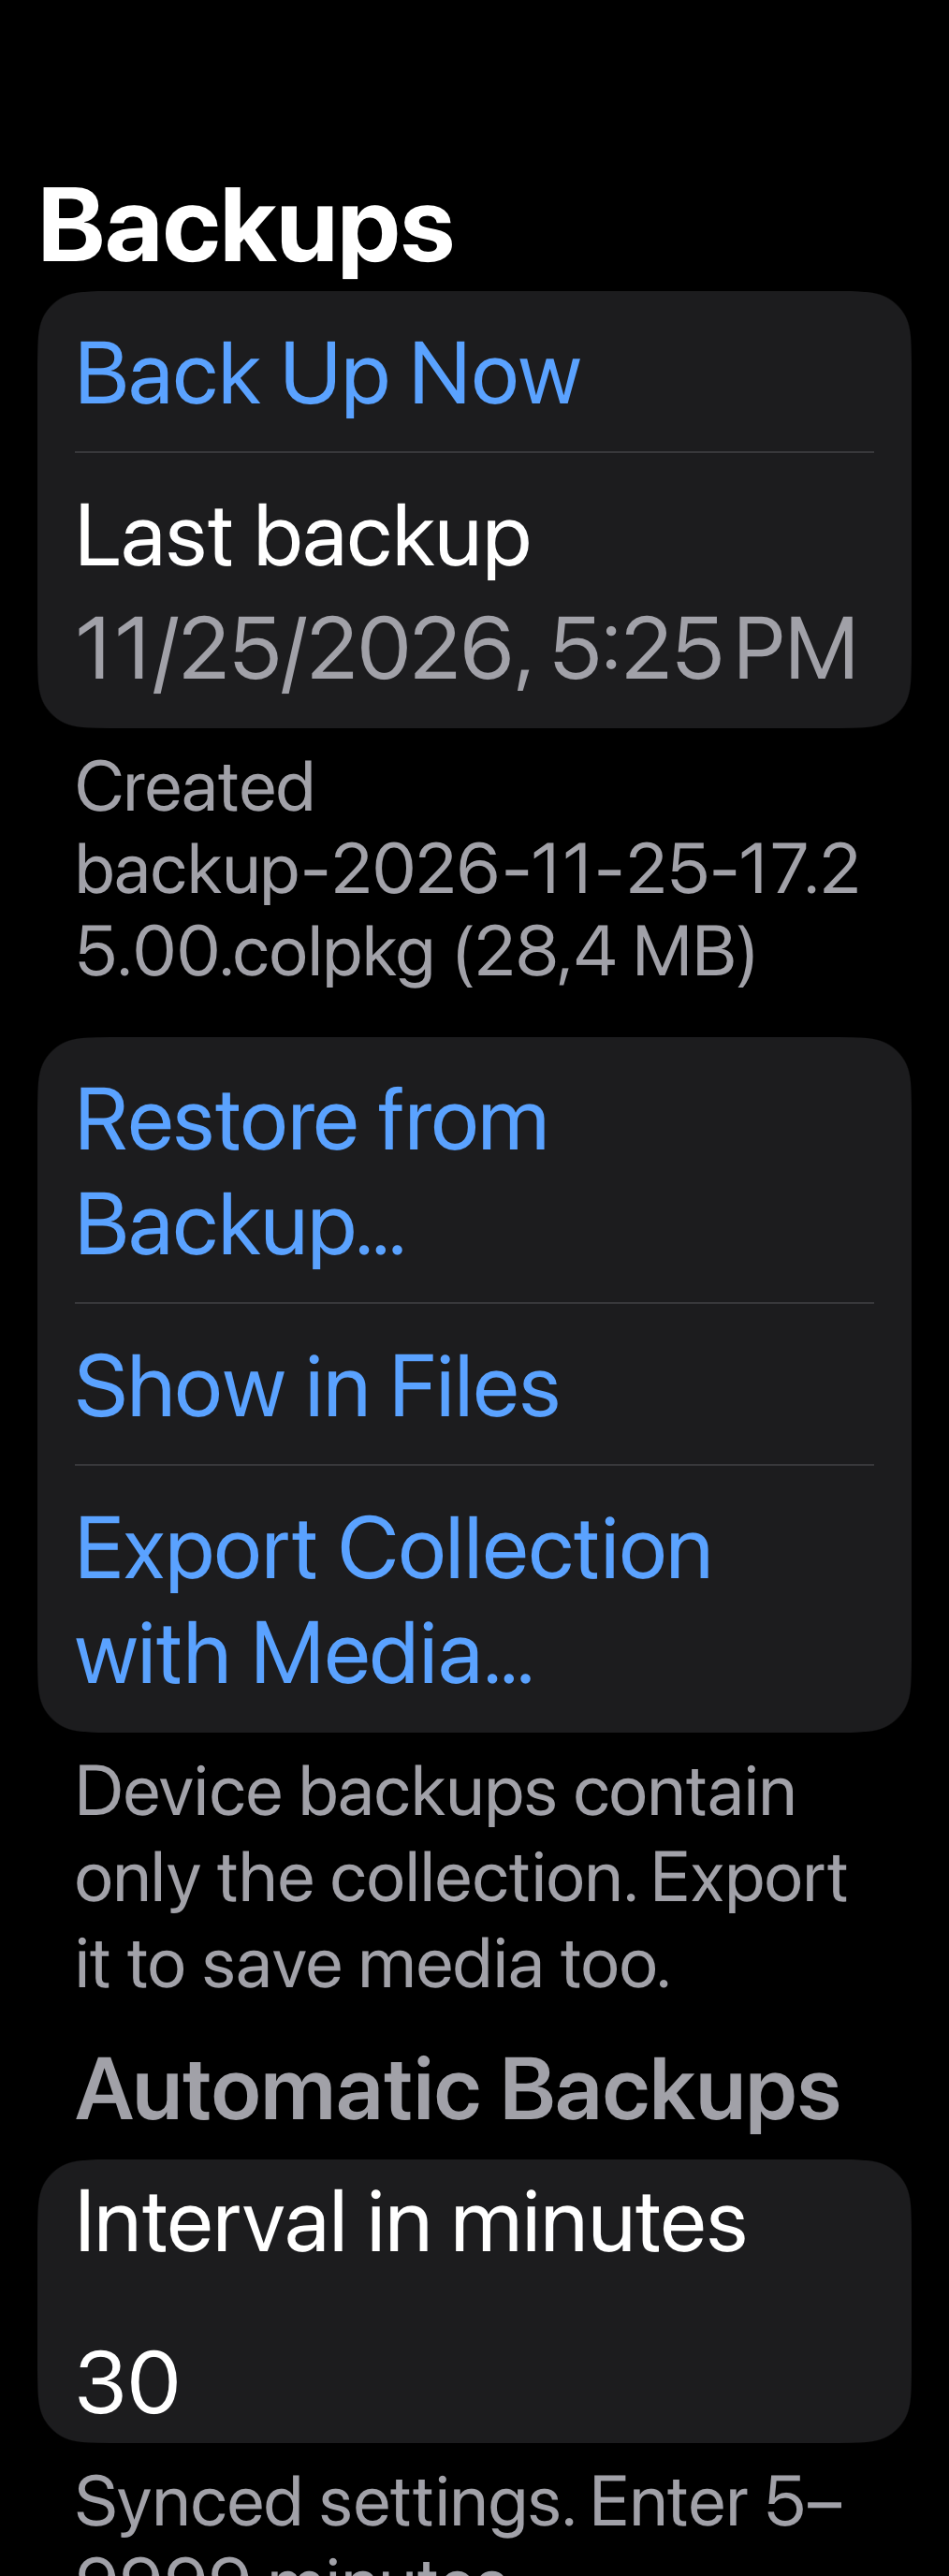 Backups
Back Up Now
Last backup
11/25/2026, 5:25 PM
Created
backup-2026-11-25-17.2
5.00.colpkg (28,4 MB)
Restore from
Backup...
Show in Files
Export Collection
with Media...
Device backups contain
only the collection. Export
it to save media too.
Automatic Backups
Interval in minutes
30
Synced settings. Enter 5–
9999 minutes.